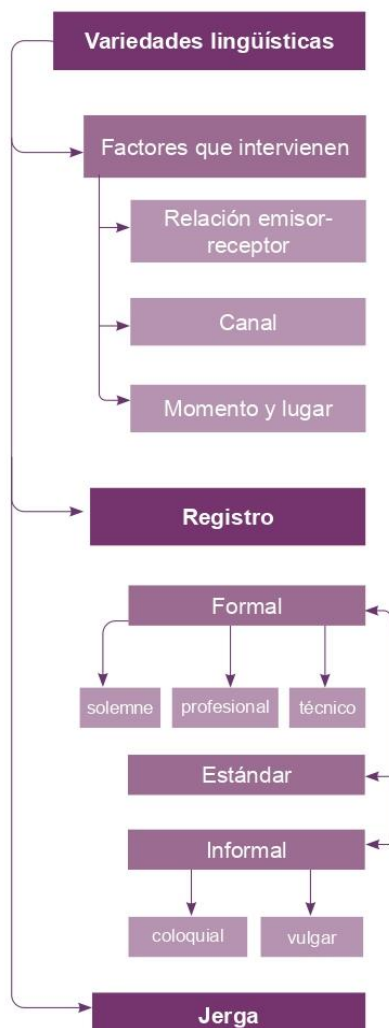 Variedades lingüísticas
Factores que intervienen
Relación emisor-
receptor
Canal
Momento y lugar
Registro
Formal
solemne profesional técnico
Estándar
Informal
coloquial vulgar
Jerga